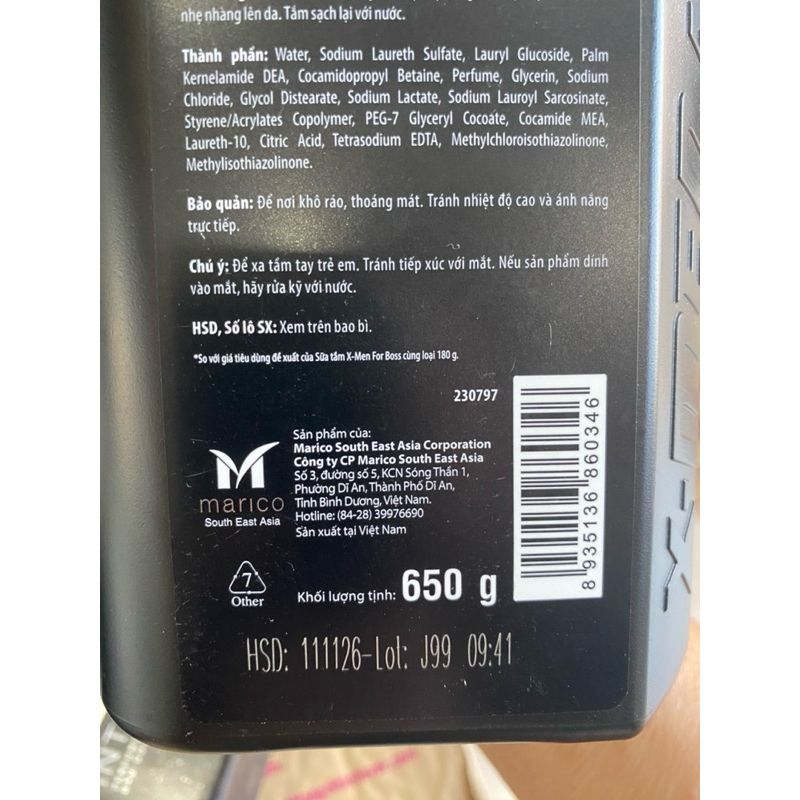 nhẹ nhàng lên da. Tắm sạch lại với nước.
Thành phần: Water, Sodium Laureth Sulfate, Lauryl Glucoside, Palm
Kernelamide DEA, Cocamidopropyl Betaine, Perfume, Glycerin, Sodium
Chloride, Glycol Distearate, Sodium Lactate, Sodium Lauroyl Sarcosinate,
Styrene/Acrylates Copolymer, PEG-7 Glyceryl Cocoate, Cocamide MEA,
Laureth-10, Citric Acid, Tetrasodium EDTA, Methylchloroisothiazolinone,
Methylisothiazolinone.
Bảo quản: Để nơi khô ráo, thoáng mát. Tránh nhiệt độ cao và ánh nắng
trực tiếp.
Chú ý: Để xa tầm tay trẻ em. Tránh tiếp xúc với mắt. Nếu sản phẩm dính
vào mắt, hãy rửa kỹ với nước.
HSD, Số lô SX: Xem trên bao bì.
*So với giá tiêu dùng đề xuất của Sữa tắm X-Men For Boss cùng loại 180 g.
230797
Sản phẩm của:
Marico South East Asia Corporation
Công ty CP Marico South East Asia
Số 3, đường số 5, KCN Sóng Thần 1,
Phường Dĩ An, Thành Phố Dĩ An,
Tỉnh Bình Dương, Việt Nam.
Hotline: (84-28) 39976690
Sản xuất tại Việt Nam
marico
South East Asia
8 935136 860346
7
Other
Khối lượng tịnh: 650 g
HSD: 111126-Lot: J99 09:41